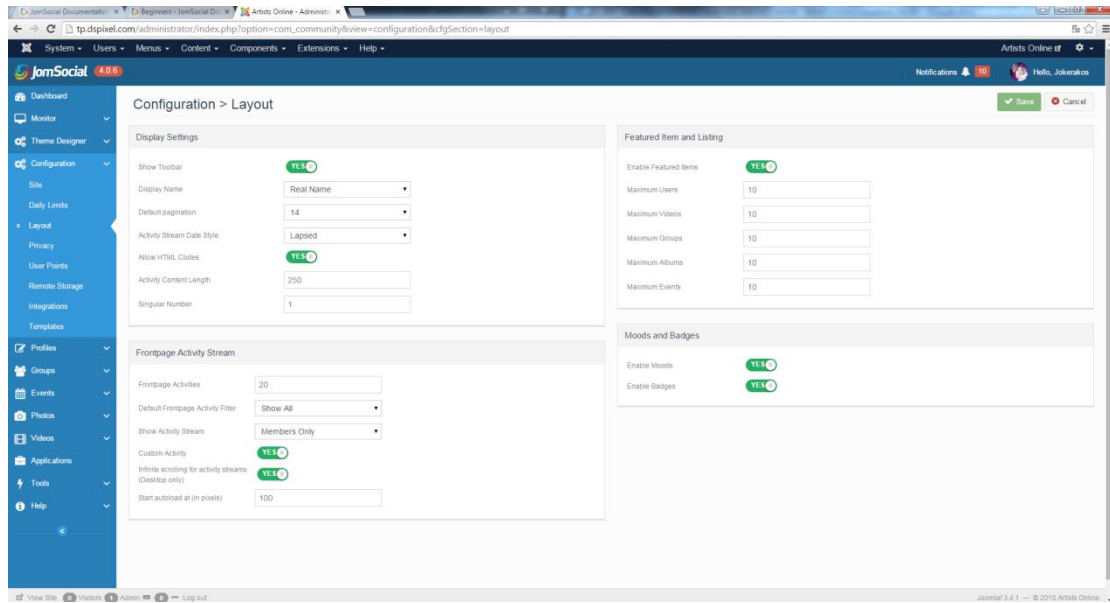 JomSocial Documentation
Beginners - JomSocial Do
Artists Online - Administ
tp.dspixel.com/administrator/index.php?option=com_community&view=configuration&cfgSection=layout
System Users Menus Content Components Extensions Help Artists Online
JomSocial 4.0.6 Notifications 10 Hello, Jokerakos
Dashboard
Monitor
Theme Designer
Configuration
Site
Daily Limits
» Layout
Privacy
User Points
Remote Storage
Integrations
Templates
Profiles
Groups
Events
Photos
Videos
Applications
Tools
Help
Configuration > Layout Save Cancel
Display Settings
Show Toolbar YES
Display Name Real Name
Default pagination 14
Activity Stream Date Style Lapsed
Allow HTML Codes YES
Activity Content Length 250
Singular Number 1
Frontpage Activity Stream
Frontpage Activities 20
Default Frontpage Activity Filter Show All
Show Activity Stream Members Only
Custom Activity YES
Infinite scrolling for activity streams
(Desktop only) YES
Start autoload at (in pixels) 100
Featured Item and Listing
Enable Featured Items YES
Maximum Users 10
Maximum Videos 10
Maximum Groups 10
Maximum Albums 10
Maximum Events 10
Moods and Badges
Enable Moods YES
Enable Badges YES
View Site 0 Visitors 1 Admin 0 Log out Joomla! 3.4.1 — © 2015 Artists Online